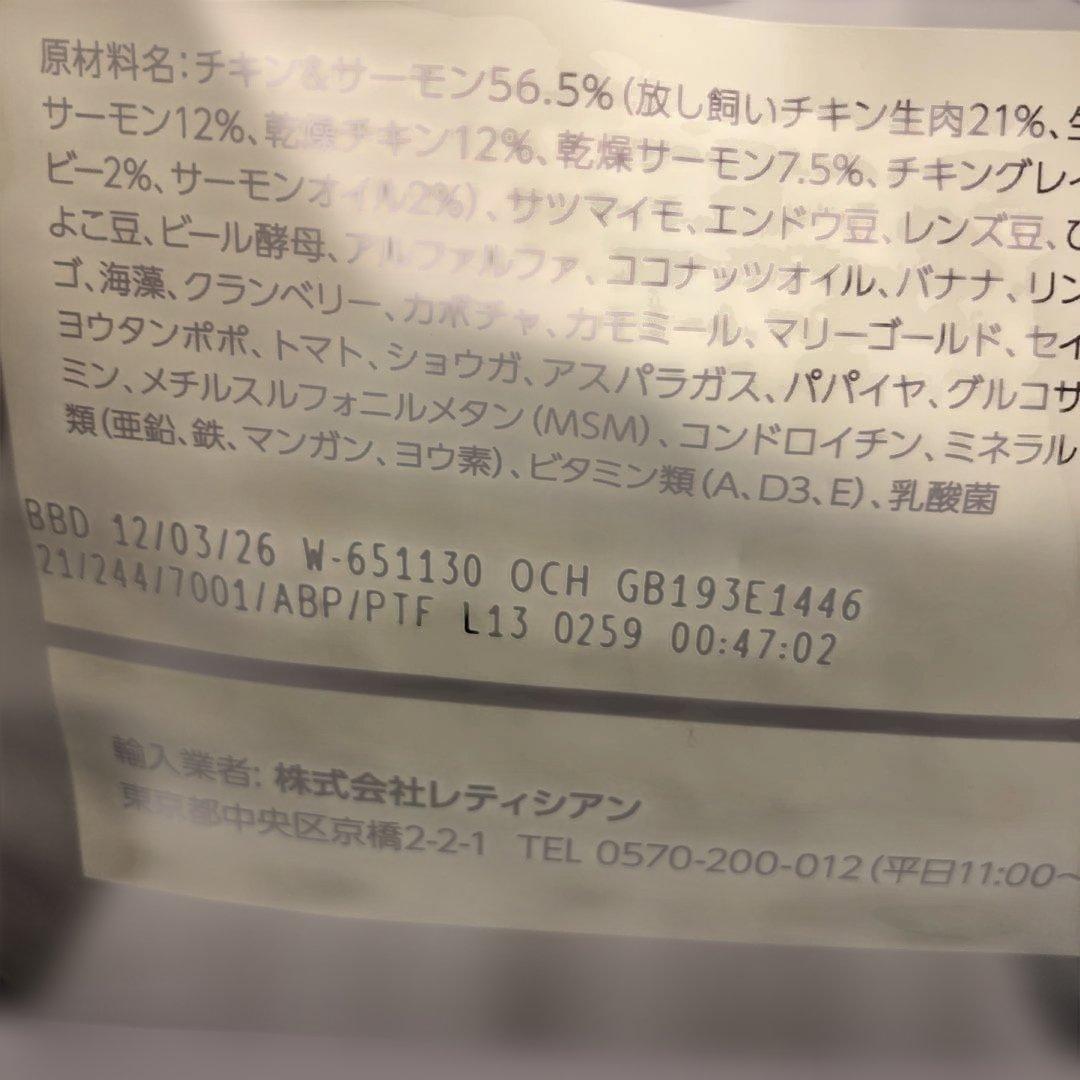 原材料名：チキン&サーモン56.5%（放し飼いチキン生肉21%、生
サーモン12%、乾燥チキン12%、乾燥サーモン7.5%、チキングレイ
ビー2%、サーモンオイル2%）、サツマイモ、エンドウ豆、レンズ豆、ひ
よこ豆、ビール酵母、アルファルファ、ココナッツオイル、バナナ、リン
ゴ、海藻、クランベリー、カボチャ、カモミール、マリーゴールド、セイ
ヨウタンポポ、トマト、ショウガ、アスパラガス、パパイヤ、グルコサ
ミン、メチルスルフォニルメタン（MSM）、コンドロイチン、ミネラル
類（亜鉛、鉄、マンガン、ヨウ素）、ビタミン類（A、D3、E）、乳酸菌
BBD 12/03/26 W-651130 OCH GB193E1446
21/244/7001/ABP/PTF L13 0259 00:47:02
輸入業者: 株式会社レティシアン
東京都中央区京橋2-2-1 TEL 0570-200-012（平日11:00〜